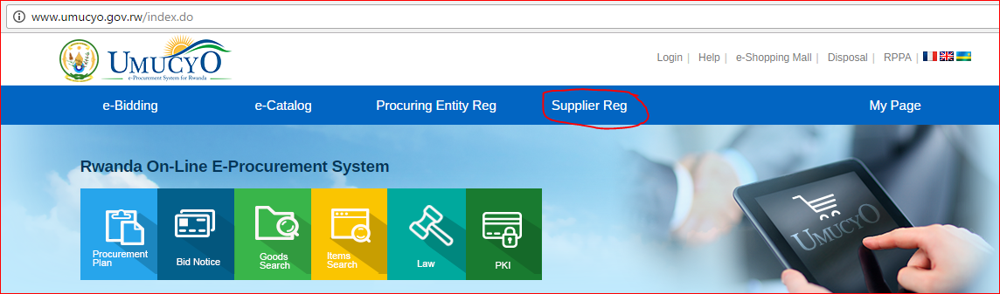 www.umucyo.gov.rw/index.do
UMUCYO
e-Procurement System for Rwanda
Login | Help | e-Shopping Mall | Disposal | RPPA |
e-Bidding e-Catalog Procuring Entity Reg Supplier Reg My Page
Rwanda On-Line E-Procurement System
Procurement
Plan
Bid Notice
Goods
Search
Items
Search
Law
PKI
UMUCYO